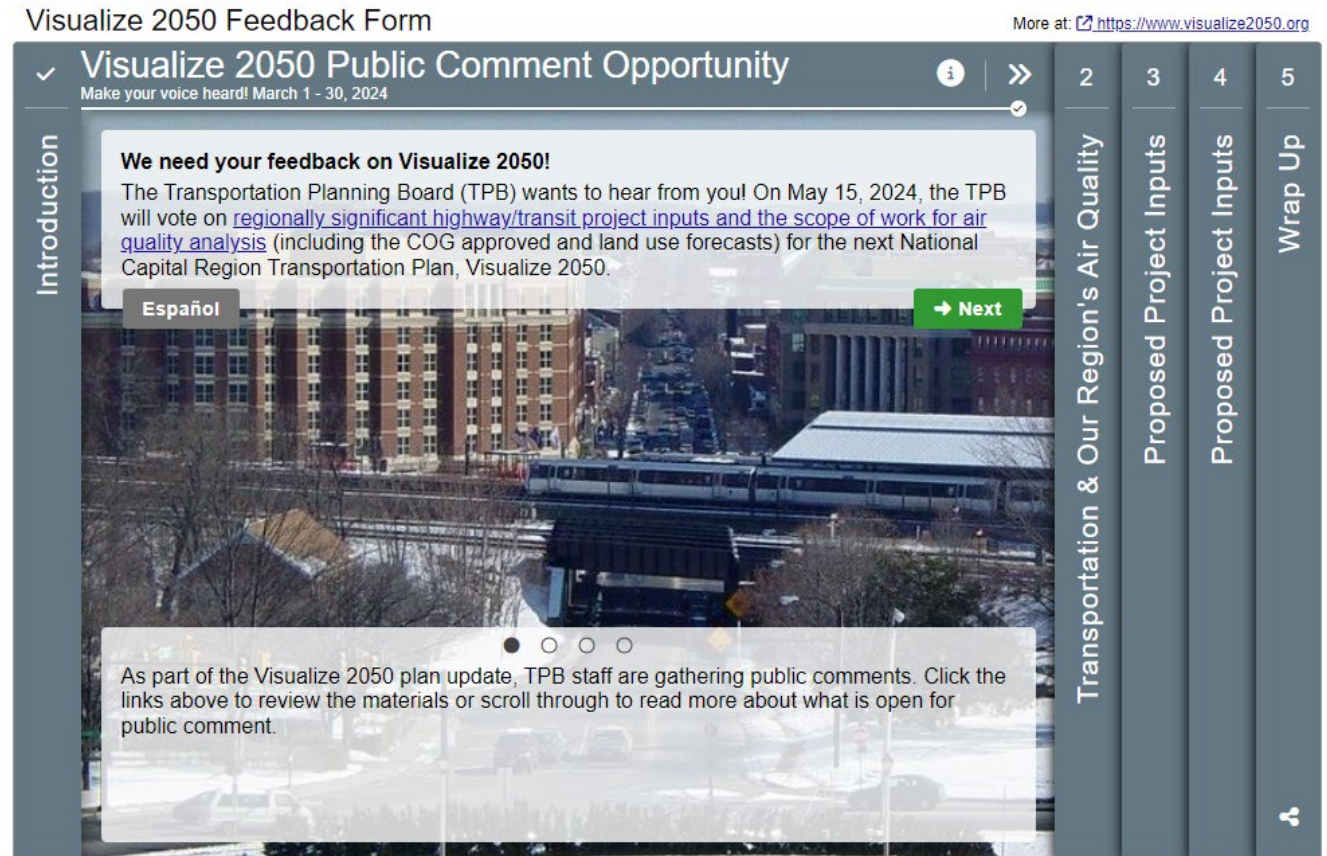 Visualize 2050 Feedback Form
More at: https://www.visualize2050.org
Visualize 2050 Public Comment Opportunity
Make your voice heard! March 1 - 30, 2024
Introduction
We need your feedback on Visualize 2050!
The Transportation Planning Board (TPB) wants to hear from you! On May 15, 2024, the TPB
will vote on regionally significant highway/transit project inputs and the scope of work for air
quality analysis (including the COG approved and land use forecasts) for the next National
Capital Region Transportation Plan, Visualize 2050.
Español
Next
As part of the Visualize 2050 plan update, TPB staff are gathering public comments. Click the
links above to review the materials or scroll through to read more about what is open for
public comment.
2
Transportation & Our Region's Air Quality
3
Proposed Project Inputs
4
Proposed Project Inputs
5
Wrap Up